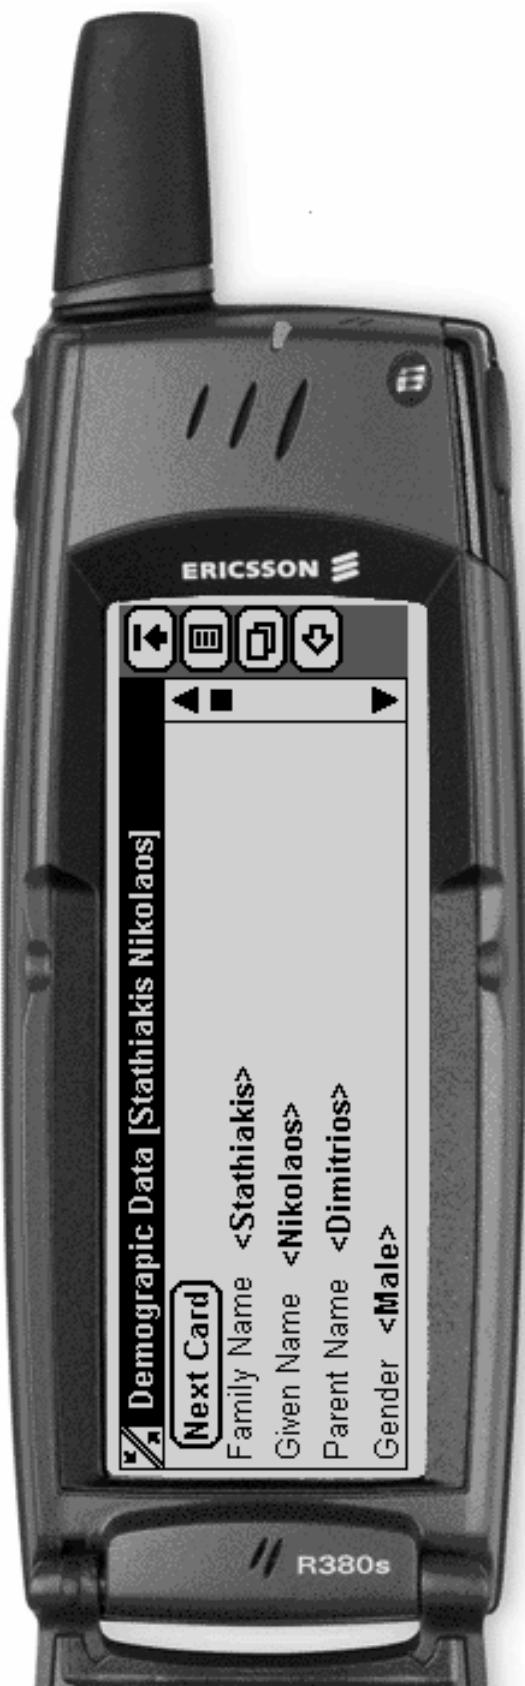 ERICSSON
Demograpic Data [Stathiakis Nikolaos]
Next Card
Family Name <Stathiakis>
Given Name <Nikolaos>
Parent Name <Dimitrios>
Gender <Male>
R380s